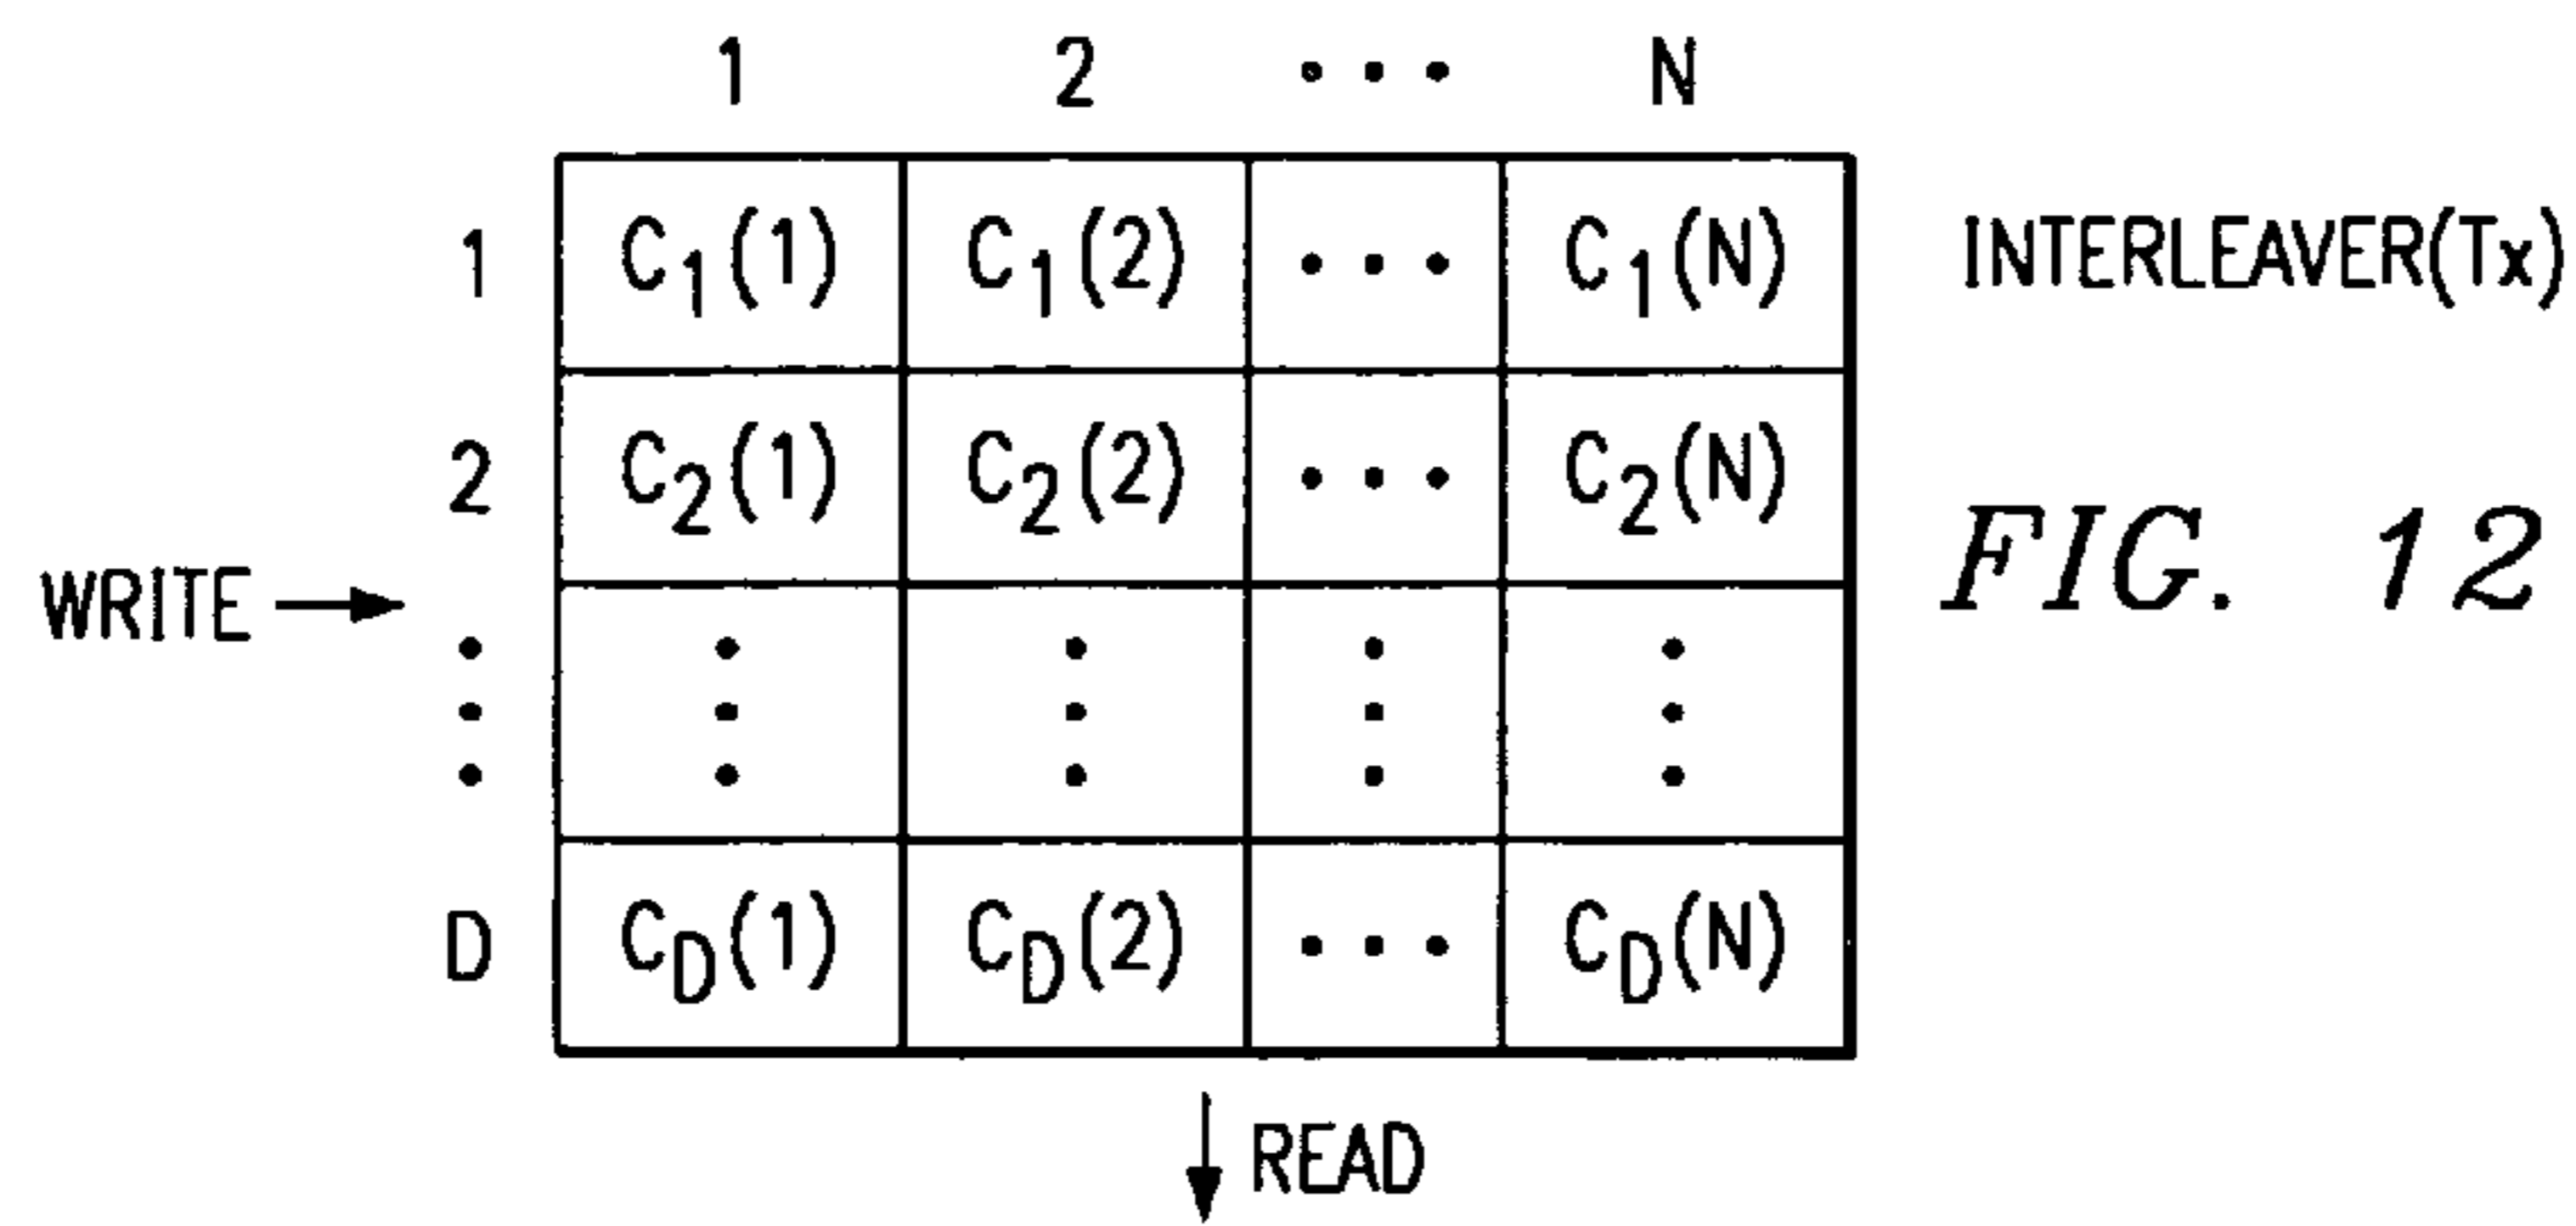 1 2 ... N
1 C1(1) C1(2) ... C1(N) INTERLEAVER(Tx)
2 C2(1) C2(2) ... C2(N)
FIG. 12
WRITE
D CD(1) CD(2) ... CD(N)
READ